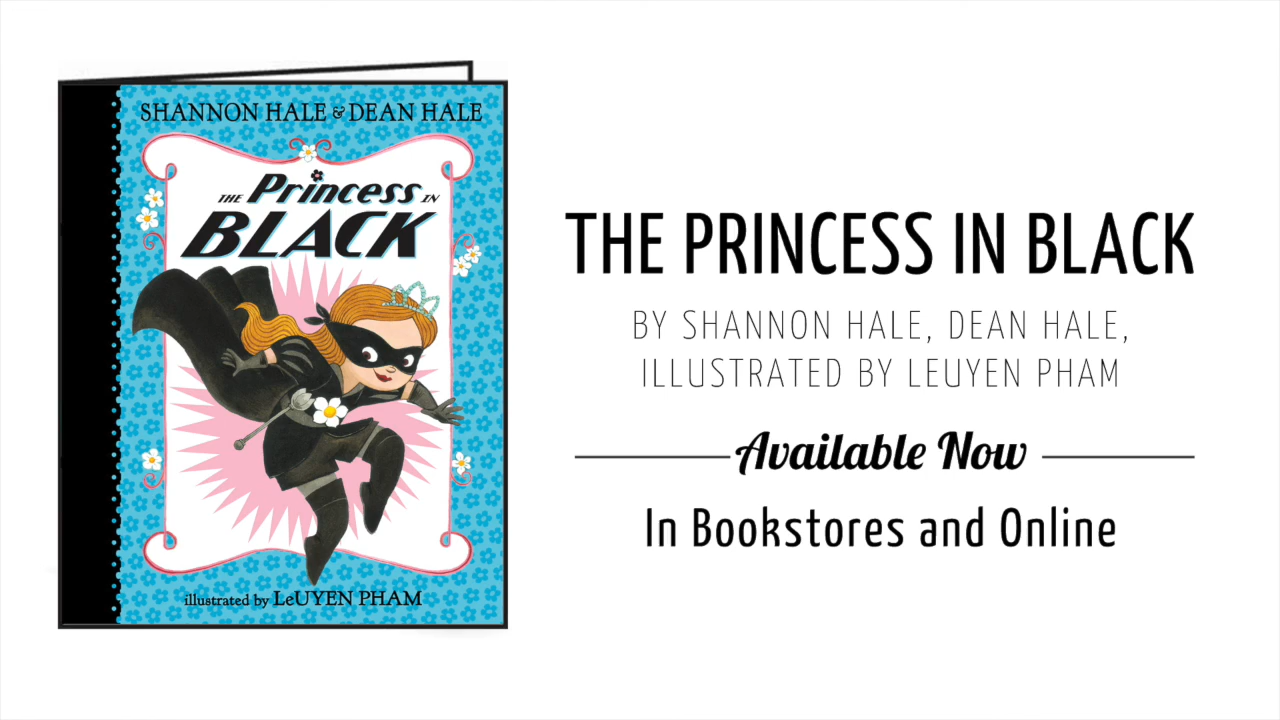 SHANNON HALE & DEAN HALE
THE Princess IN
BLACK
illustrated by LeUYEN PHAM
THE PRINCESS IN BLACK
BY SHANNON HALE, DEAN HALE,
ILLUSTRATED BY LEUYEN PHAM
Available Now
In Bookstores and Online